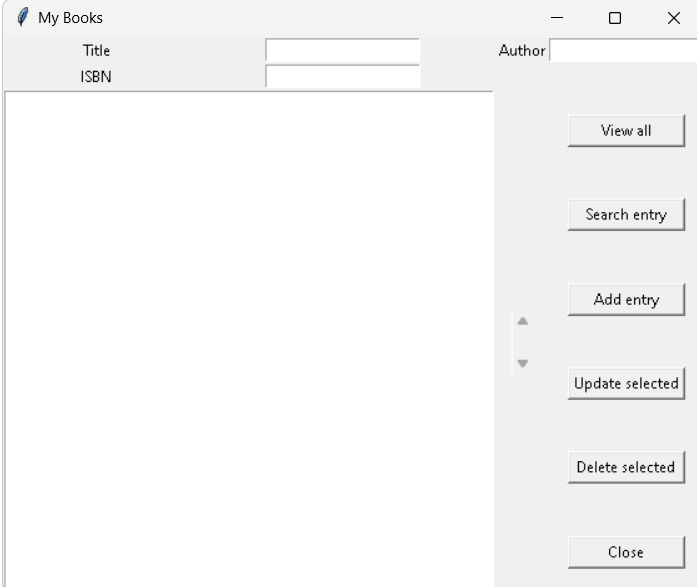 My Books
Title Author
ISBN
View all
Search entry
Add entry
Update selected
Delete selected
Close